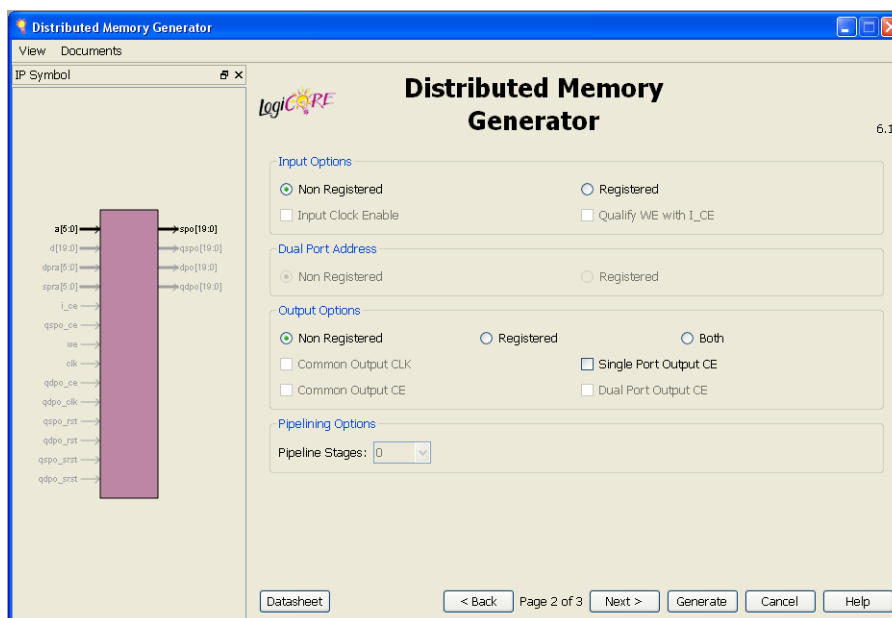 Distributed Memory Generator
View Documents
IP Symbol
LogiCORE
Distributed Memory
Generator
6.1
a[5:0]
spo[19:0]
d[19:0]
qspo[19:0]
dpra[5:0]
dpo[19:0]
spra[5:0]
qdpo[19:0]
i_ce
qspo_ce
we
clk
qdpo_ce
qdpo_clk
qspo_rst
qdpo_rst
qspo_srst
qdpo_srst
Input Options
Non Registered Registered
Input Clock Enable Qualify WE with I_CE
Dual Port Address
Non Registered Registered
Output Options
Non Registered Registered Both
Common Output CLK Single Port Output CE
Common Output CE Dual Port Output CE
Pipelining Options
Pipeline Stages: 0
Datasheet < Back Page 2 of 3 Next > Generate Cancel Help